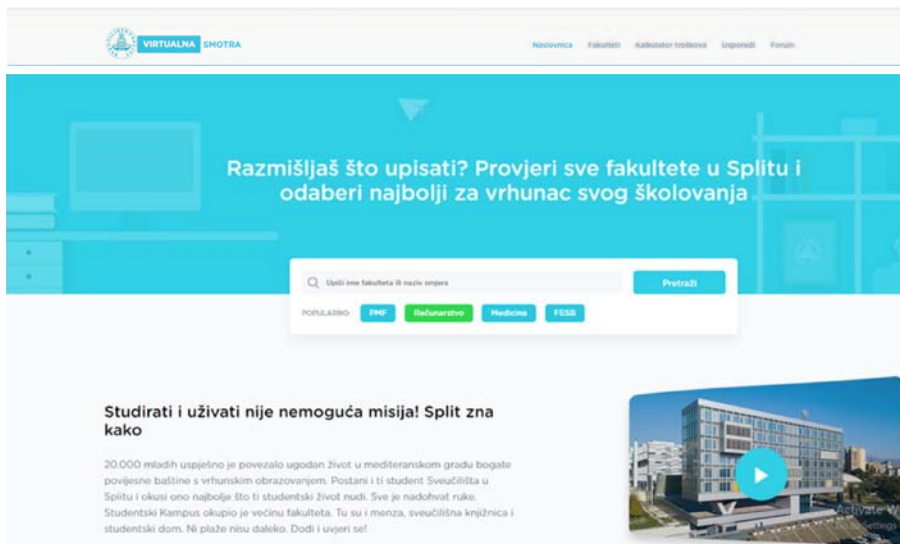 VIRTUALNA SMOTRA
Naslovnica Fakulteti Kalkulator troškova Usporedi Forum
Razmišljaš što upisati? Provjeri sve fakultete u Splitu i
odaberi najbolji za vrhunac svog školovanja
Upiši ime fakulteta ili naziv smjera Pretraži
POPULARNO: PMF Računarstvo Medicina FESB
Studirati i uživati nije nemoguća misija! Split zna
kako
20.000 mladih uspješno je povezalo ugodan život u mediteranskom gradu bogate
povijesne baštine s vrhunskim obrazovanjem. Postani i ti student Sveučilišta u
Splitu i okusi ono najbolje što ti studentski život nudi. Sve je nadohvat ruke.
Studentski Kampus okupio je većinu fakulteta. Tu su i menza, sveučilišna knjižnica i
studentski dom. Ni plaže nisu daleko. Dođi i uvjeri se!
Activate W
Settings